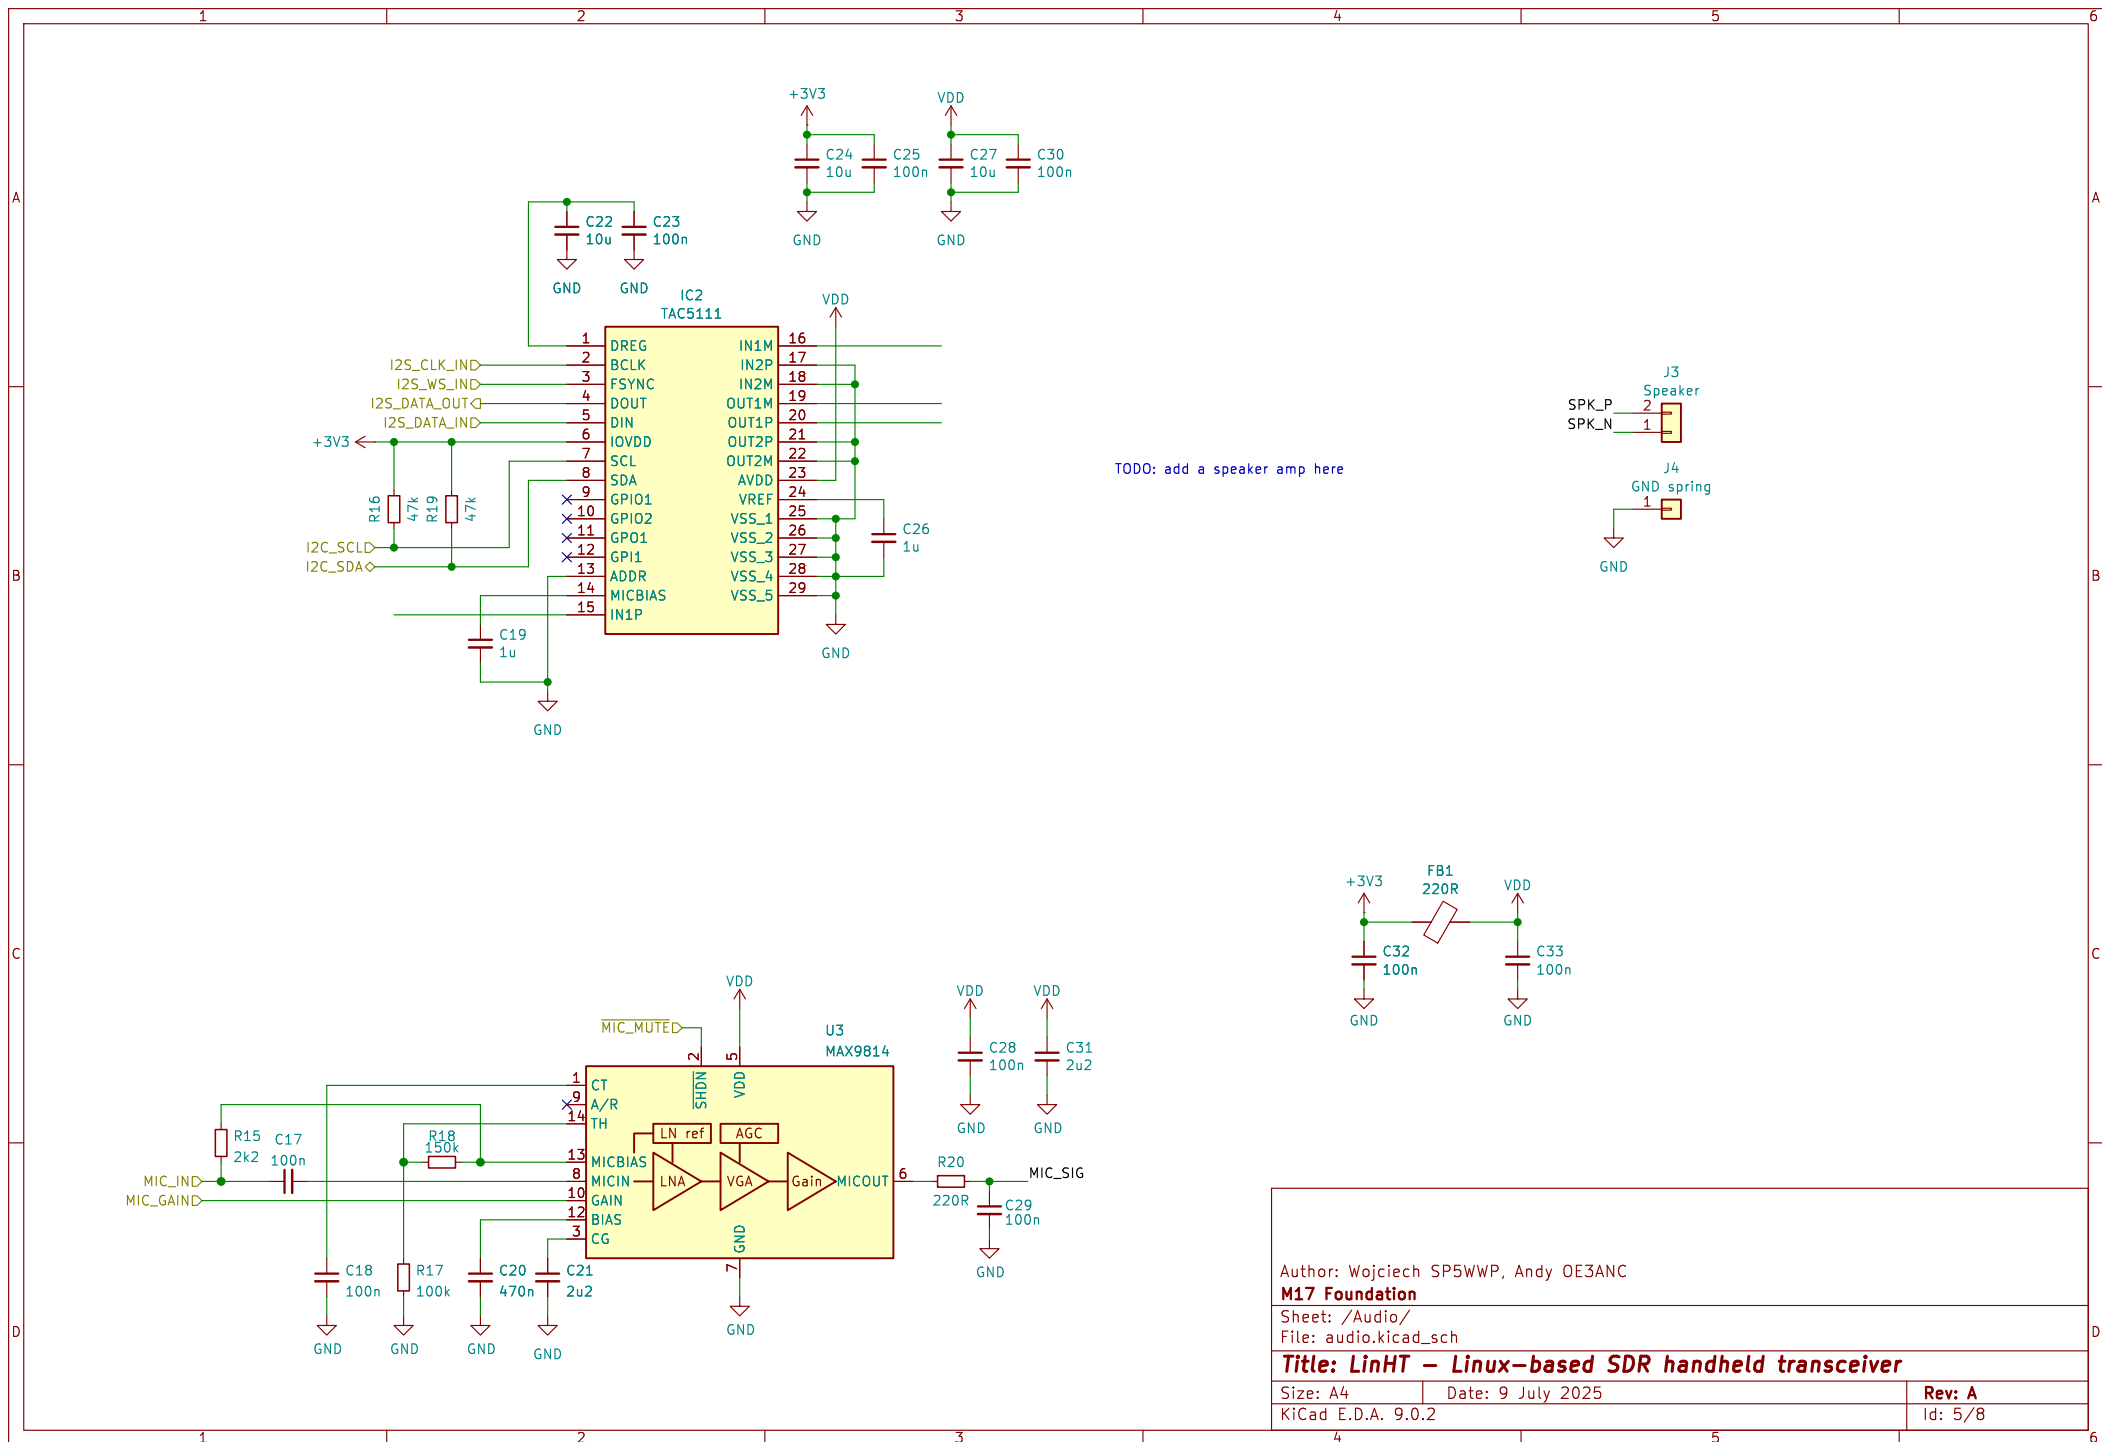 1 2 3 4 5 6
A A
B B
C C
D D
1 2 3 4 5 6
+3V3
C24
10u
C25
100n
GND
VDD
C27
10u
C30
100n
GND
C22
10u
C23
100n
GND
GND
IC2
TAC5111
VDD
1 DREG
2 BCLK
3 FSYNC
4 DOUT
5 DIN
6 IOVDD
7 SCL
8 SDA
9 GPIO1
10 GPIO2
11 GPO1
12 GPI1
13 ADDR
14 MICBIAS
15 IN1P
IN1M 16
IN2P 17
IN2M 18
OUT1M 19
OUT1P 20
OUT2P 21
OUT2M 22
AVDD 23
VREF 24
VSS_1 25
VSS_2 26
VSS_3 27
VSS_4 28
VSS_5 29
I2S_CLK_IN
I2S_WS_IN
I2S_DATA_OUT
I2S_DATA_IN
+3V3
R16
47k
R19
47k
I2C_SCL
I2C_SDA
C19
1u
GND
C26
1u
GND
TODO: add a speaker amp here
J3
Speaker
SPK_P 2
SPK_N 1
J4
GND spring
1
GND
+3V3
FB1
220R
VDD
C32
100n
C33
100n
GND
GND
VDD
MIC_MUTE
U3
MAX9814
2 SHDN
5 VDD
1 CT
9 A/R
14 TH
13 MICBIAS
8 MICIN
10 GAIN
12 BIAS
3 CG
LN ref
AGC
LNA
VGA
Gain
MICOUT 6
GND 7
GND
R15
2k2
C17
100n
R18
150k
MIC_IN
MIC_GAIN
C18
100n
R17
100k
C20
470n
C21
2u2
GND
GND
GND
GND
VDD
C28
100n
GND
VDD
C31
2u2
GND
R20
220R
MIC_SIG
C29
100n
GND
Author: Wojciech SP5WWP, Andy OE3ANC
M17 Foundation
Sheet: /Audio/
File: audio.kicad_sch
Title: LinHT - Linux-based SDR handheld transceiver
Size: A4 Date: 9 July 2025 Rev: A
KiCad E.D.A. 9.0.2 Id: 5/8